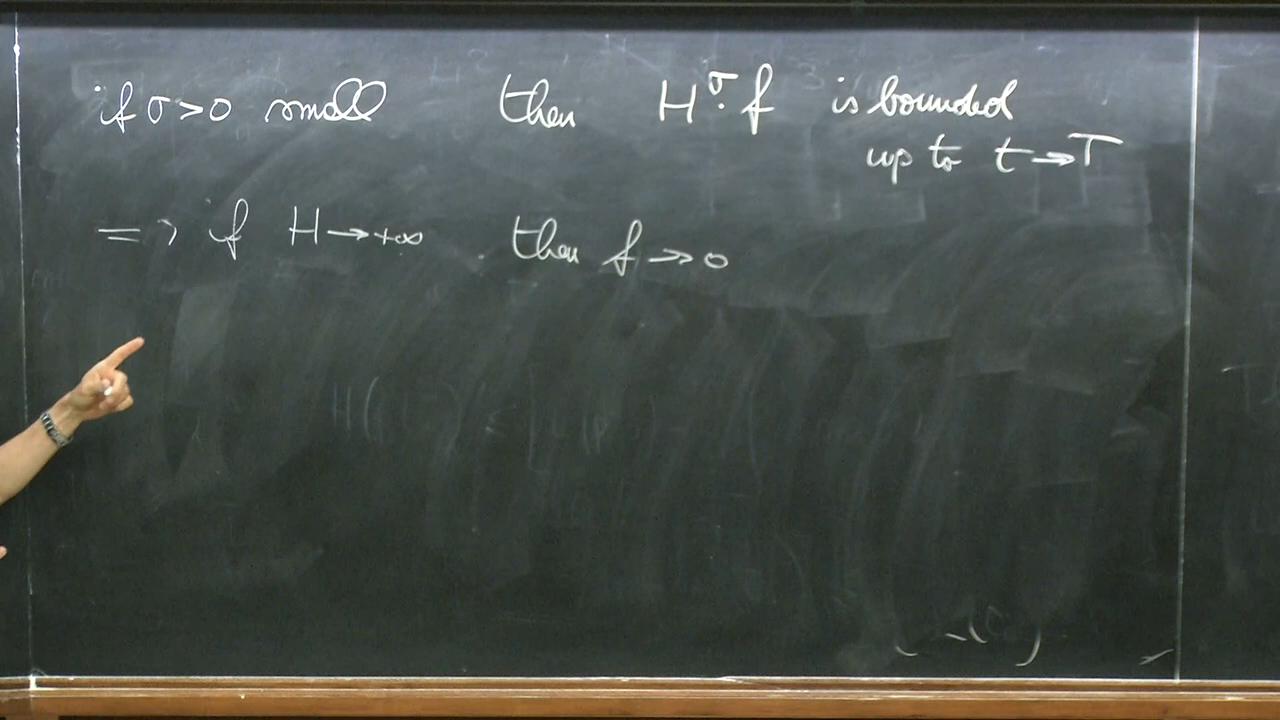 if σ>0 small then H^σ·f is bounded
up to t→T
=> if H→+∞ then f→0